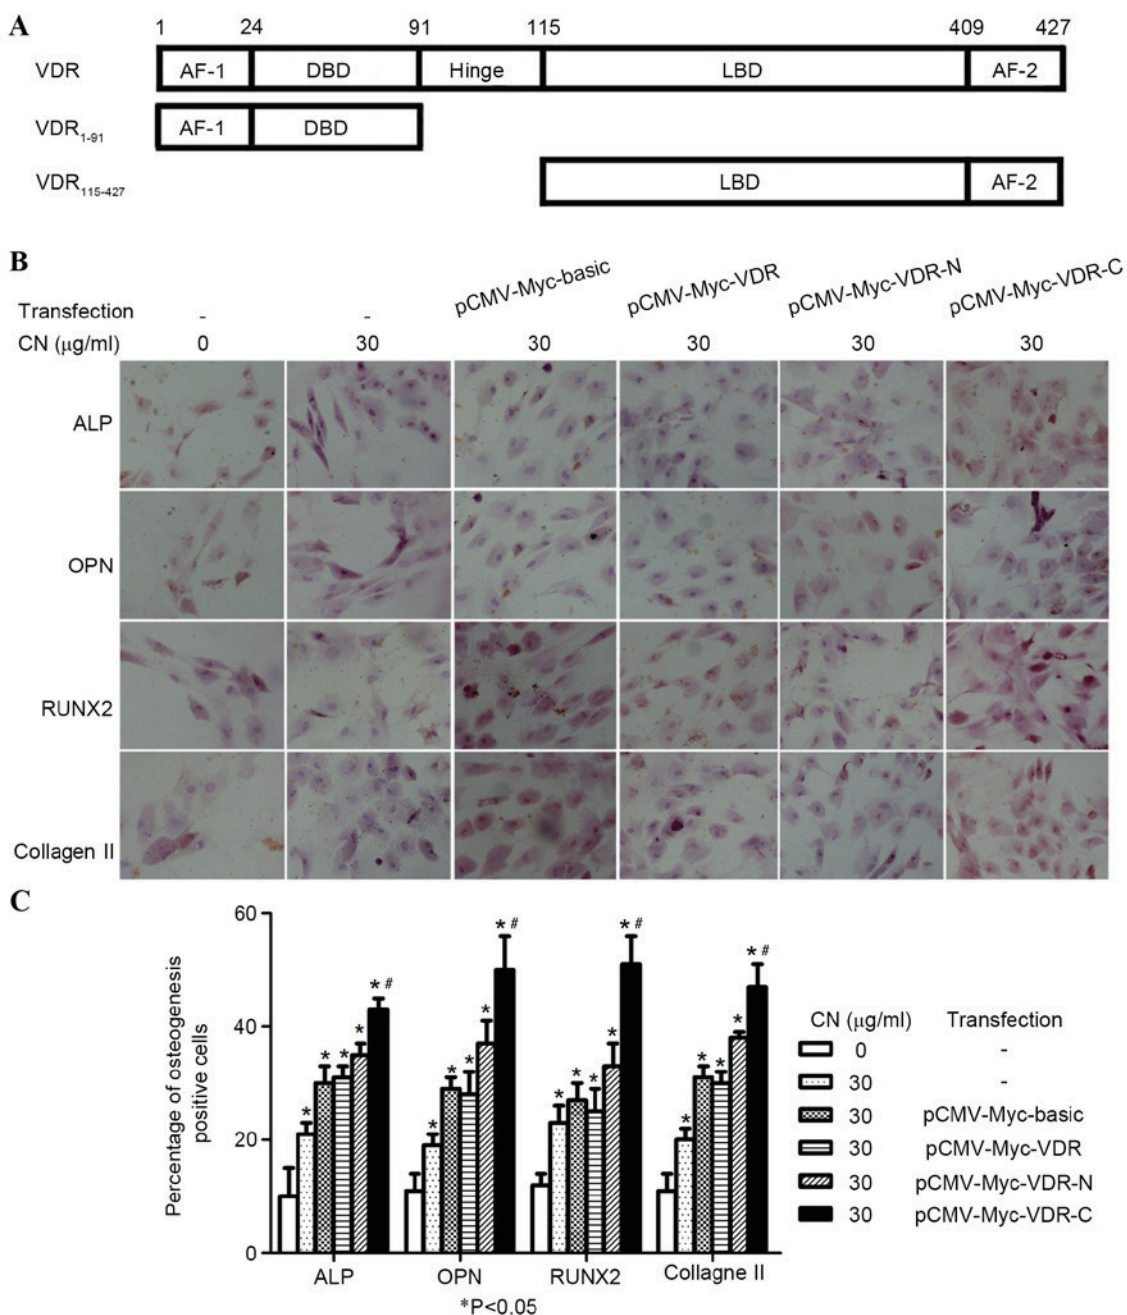 A
1 24 91 115 409 427
VDR AF-1 DBD Hinge LBD AF-2
VDR1-91 AF-1 DBD
VDR115-427 LBD AF-2
B
Transfection - - pCMV-Myc-basic pCMV-Myc-VDR pCMV-Myc-VDR-N pCMV-Myc-VDR-C
CN (μg/ml) 0 30 30 30 30 30
ALP
OPN
RUNX2
Collagen II
C
Percentage of osteogenesis
positive cells
60
40
20
0
* * * * * #
* * * * * #
* * * * * #
* * * * * #
ALP OPN RUNX2 Collagne II
*P<0.05
CN (μg/ml) Transfection
0 -
30 -
30 pCMV-Myc-basic
30 pCMV-Myc-VDR
30 pCMV-Myc-VDR-N
30 pCMV-Myc-VDR-C